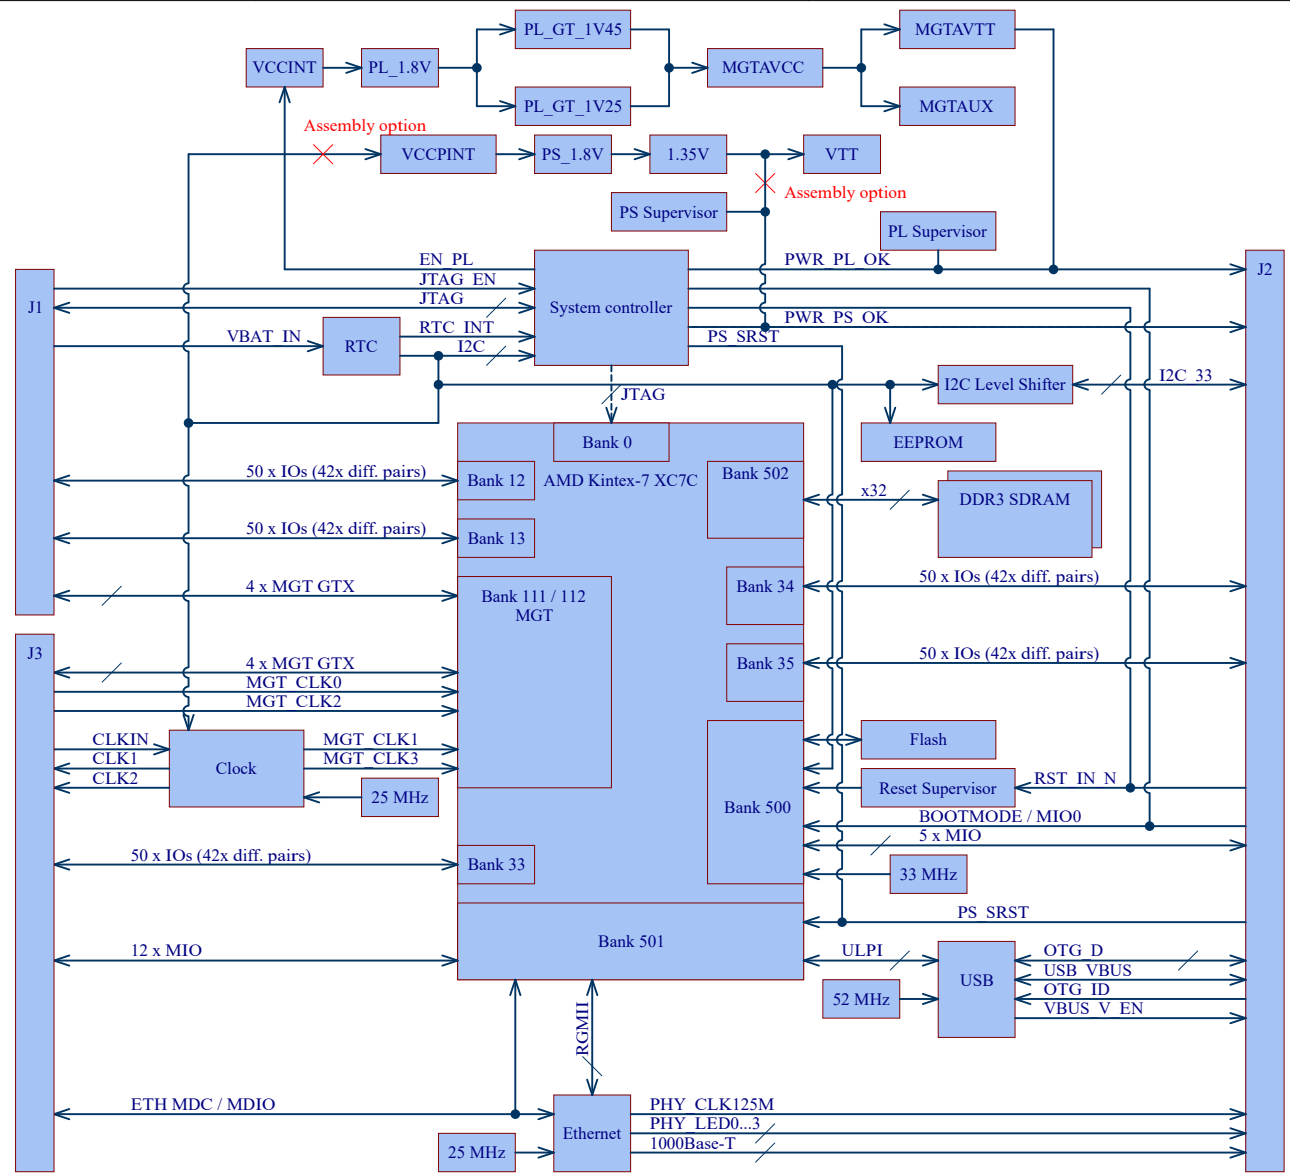 PL_GT_1V45
MGTAVTT
VCCINT
PL_1.8V
MGTAVCC
PL_GT_1V25
MGTAUX
Assembly option
VCCPINT
PS_1.8V
1.35V
VTT
Assembly option
PS Supervisor
PL Supervisor
EN_PL
PWR_PL_OK
J2
JTAG_EN
JTAG
J1
System controller
PWR_PS_OK
RTC_INT
VBAT_IN
RTC
I2C
PS_SRST
JTAG
I2C Level Shifter
I2C_33
Bank 0
EEPROM
50 x IOs (42x diff. pairs)
Bank 12
AMD Kintex-7 XC7C
Bank 502
x32
DDR3 SDRAM
50 x IOs (42x diff. pairs)
Bank 13
4 x MGT GTX
Bank 111 / 112
MGT
Bank 34
50 x IOs (42x diff. pairs)
J3
4 x MGT GTX
Bank 35
50 x IOs (42x diff. pairs)
MGT_CLK0
MGT_CLK2
CLKIN
MGT_CLK1
Flash
CLK1
Clock
MGT_CLK3
CLK2
25 MHz
Reset Supervisor
RST_IN_N
Bank 500
BOOTMODE / MIO0
5 x MIO
50 x IOs (42x diff. pairs)
Bank 33
33 MHz
PS_SRST
Bank 501
12 x MIO
ULPI
USB
OTG_D
USB_VBUS
52 MHz
OTG_ID
VBUS_V_EN
RGMII
ETH MDC / MDIO
PHY_CLK125M
Ethernet
PHY_LED0...3
25 MHz
1000Base-T